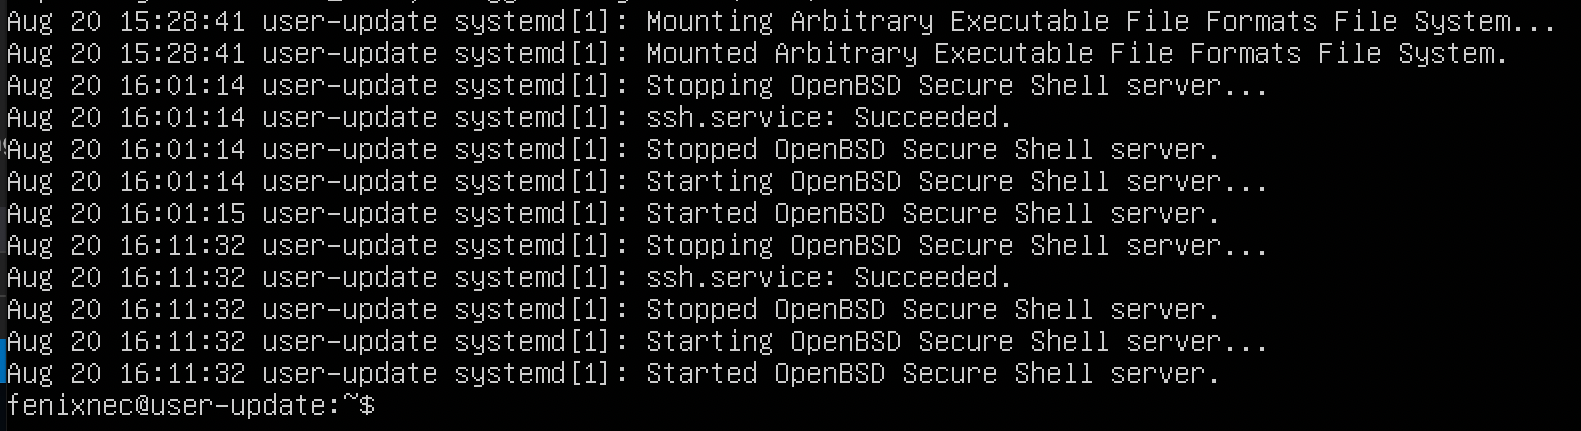 Aug 20 15:28:41 user-update systemd[1]: Mounting Arbitrary Executable File Formats File System...
Aug 20 15:28:41 user-update systemd[1]: Mounted Arbitrary Executable File Formats File System.
Aug 20 16:01:14 user-update systemd[1]: Stopping OpenBSD Secure Shell server...
Aug 20 16:01:14 user-update systemd[1]: ssh.service: Succeeded.
Aug 20 16:01:14 user-update systemd[1]: Stopped OpenBSD Secure Shell server.
Aug 20 16:01:14 user-update systemd[1]: Starting OpenBSD Secure Shell server...
Aug 20 16:01:15 user-update systemd[1]: Started OpenBSD Secure Shell server.
Aug 20 16:11:32 user-update systemd[1]: Stopping OpenBSD Secure Shell server...
Aug 20 16:11:32 user-update systemd[1]: ssh.service: Succeeded.
Aug 20 16:11:32 user-update systemd[1]: Stopped OpenBSD Secure Shell server.
Aug 20 16:11:32 user-update systemd[1]: Starting OpenBSD Secure Shell server...
Aug 20 16:11:32 user-update systemd[1]: Started OpenBSD Secure Shell server.
fenixnec@user-update:~$